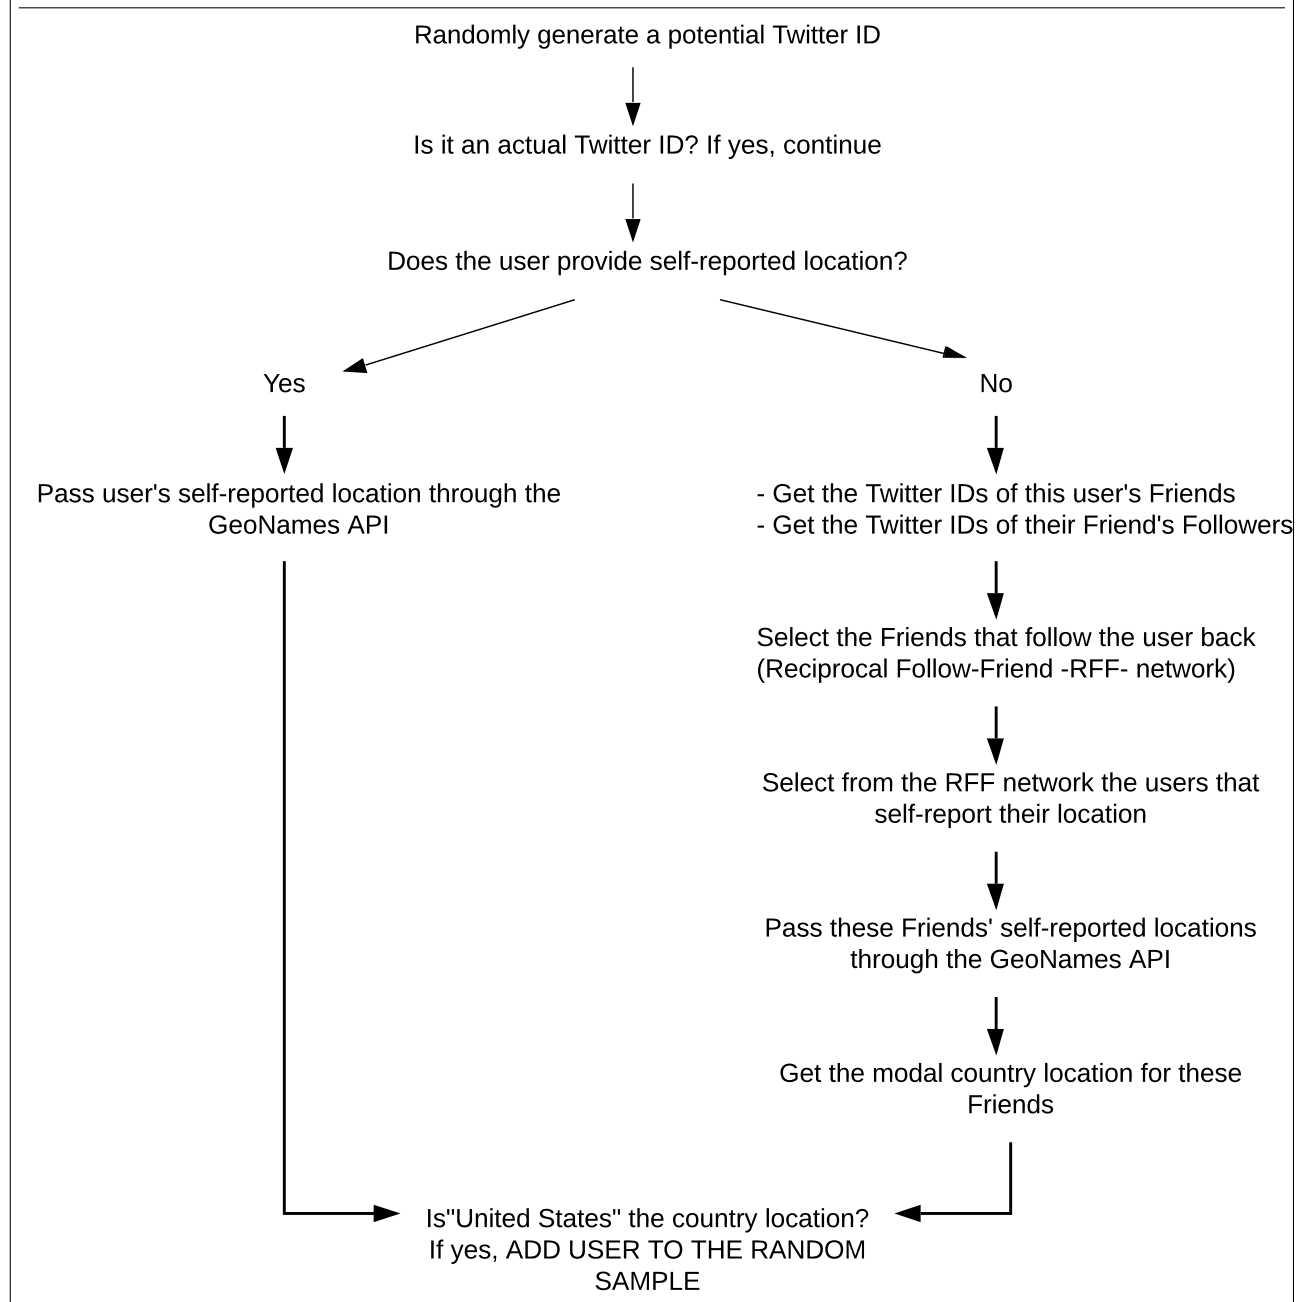 Randomly generate a potential Twitter ID
Is it an actual Twitter ID? If yes, continue
Does the user provide self-reported location?
Yes
No
Pass user's self-reported location through the
GeoNames API
- Get the Twitter IDs of this user's Friends
- Get the Twitter IDs of their Friend's Followers
Select the Friends that follow the user back
(Reciprocal Follow-Friend -RFF- network)
Select from the RFF network the users that
self-report their location
Pass these Friends' self-reported locations
through the GeoNames API
Get the modal country location for these
Friends
Is"United States" the country location?
If yes, ADD USER TO THE RANDOM
SAMPLE